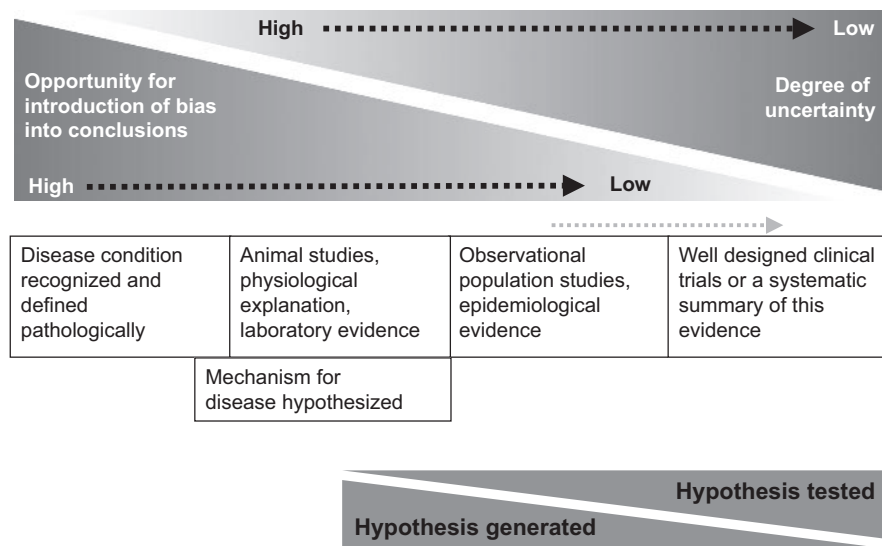 High
Low
Opportunity for
introduction of bias
into conclusions
Degree of
uncertainty
High
Low
Disease condition
recognized and
defined
pathologically
Animal studies,
physiological
explanation,
laboratory evidence
Observational
population studies,
epidemiological
evidence
Well designed clinical
trials or a systematic
summary of this
evidence
Mechanism for
disease hypothesized
Hypothesis tested
Hypothesis generated